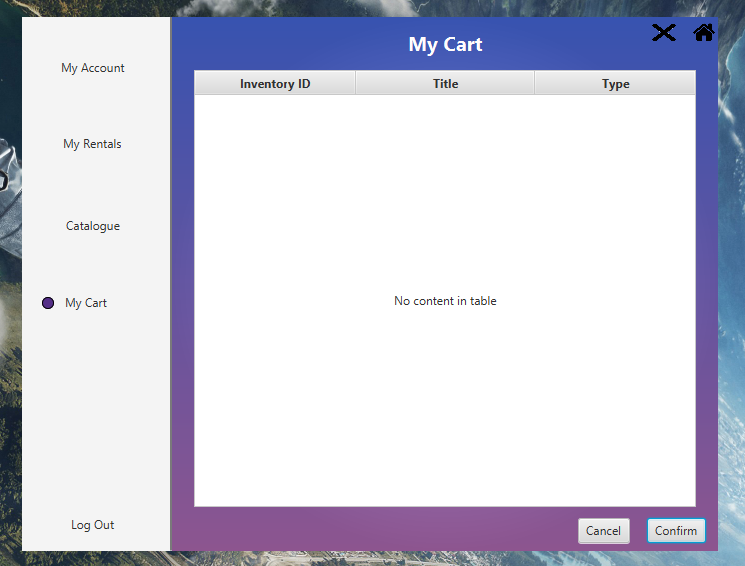 My Account
My Rentals
Catalogue
My Cart
Log Out
My Cart
Inventory ID
Title
Type
No content in table
Cancel
Confirm